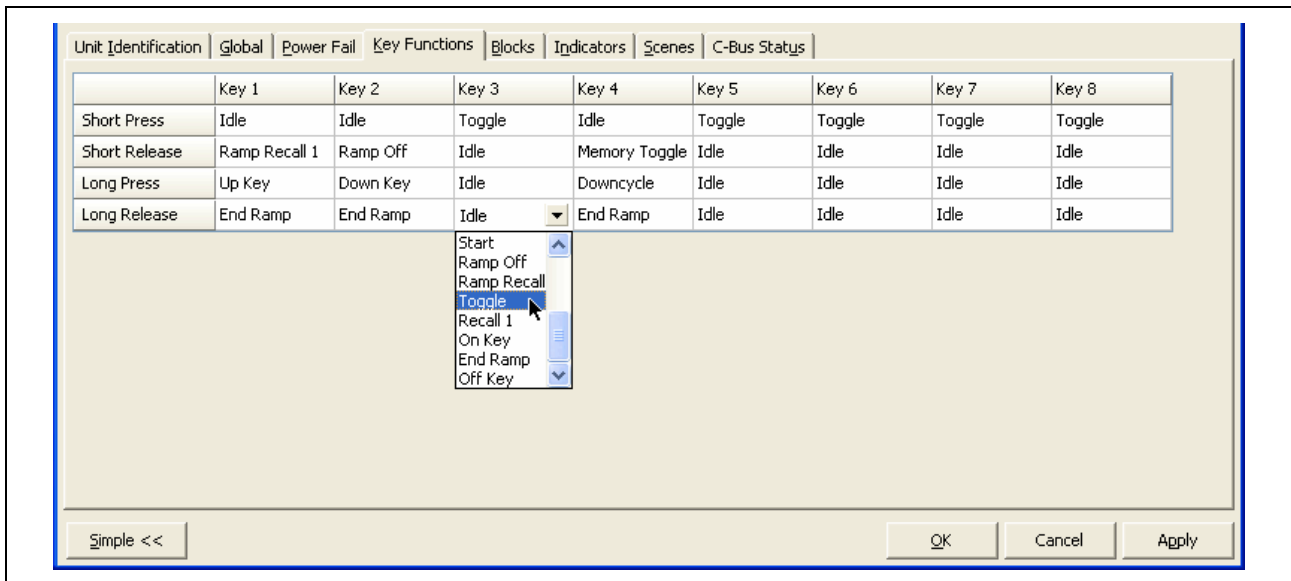 Unit Identification Global Power Fail Key Functions Blocks Indicators Scenes C-Bus Status
Key 1 Key 2 Key 3 Key 4 Key 5 Key 6 Key 7 Key 8
Short Press Idle Idle Toggle Idle Toggle Toggle Toggle Toggle
Short Release Ramp Recall 1 Ramp Off Idle Memory Toggle Idle Idle Idle Idle
Long Press Up Key Down Key Idle Downcycle Idle Idle Idle Idle
Long Release End Ramp End Ramp Idle End Ramp Idle Idle Idle Idle
Start
Ramp Off
Ramp Recall
Toggle
Recall 1
On Key
End Ramp
Off Key
Simple << OK Cancel Apply